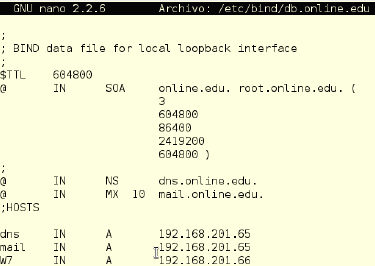 GNU nano 2.2.6 Archivo: /etc/bind/db.online.edu
;
; BIND data file for local loopback interface
;
$TTL 604800
@ IN SOA online.edu. root.online.edu. (
3
604800
86400
2419200
604800 )
;
@ IN NS dns.online.edu.
@ IN MX 10 mail.online.edu.
;HOSTS
dns IN A 192.168.201.65
mail IN A 192.168.201.65
W7 IN A 192.168.201.66